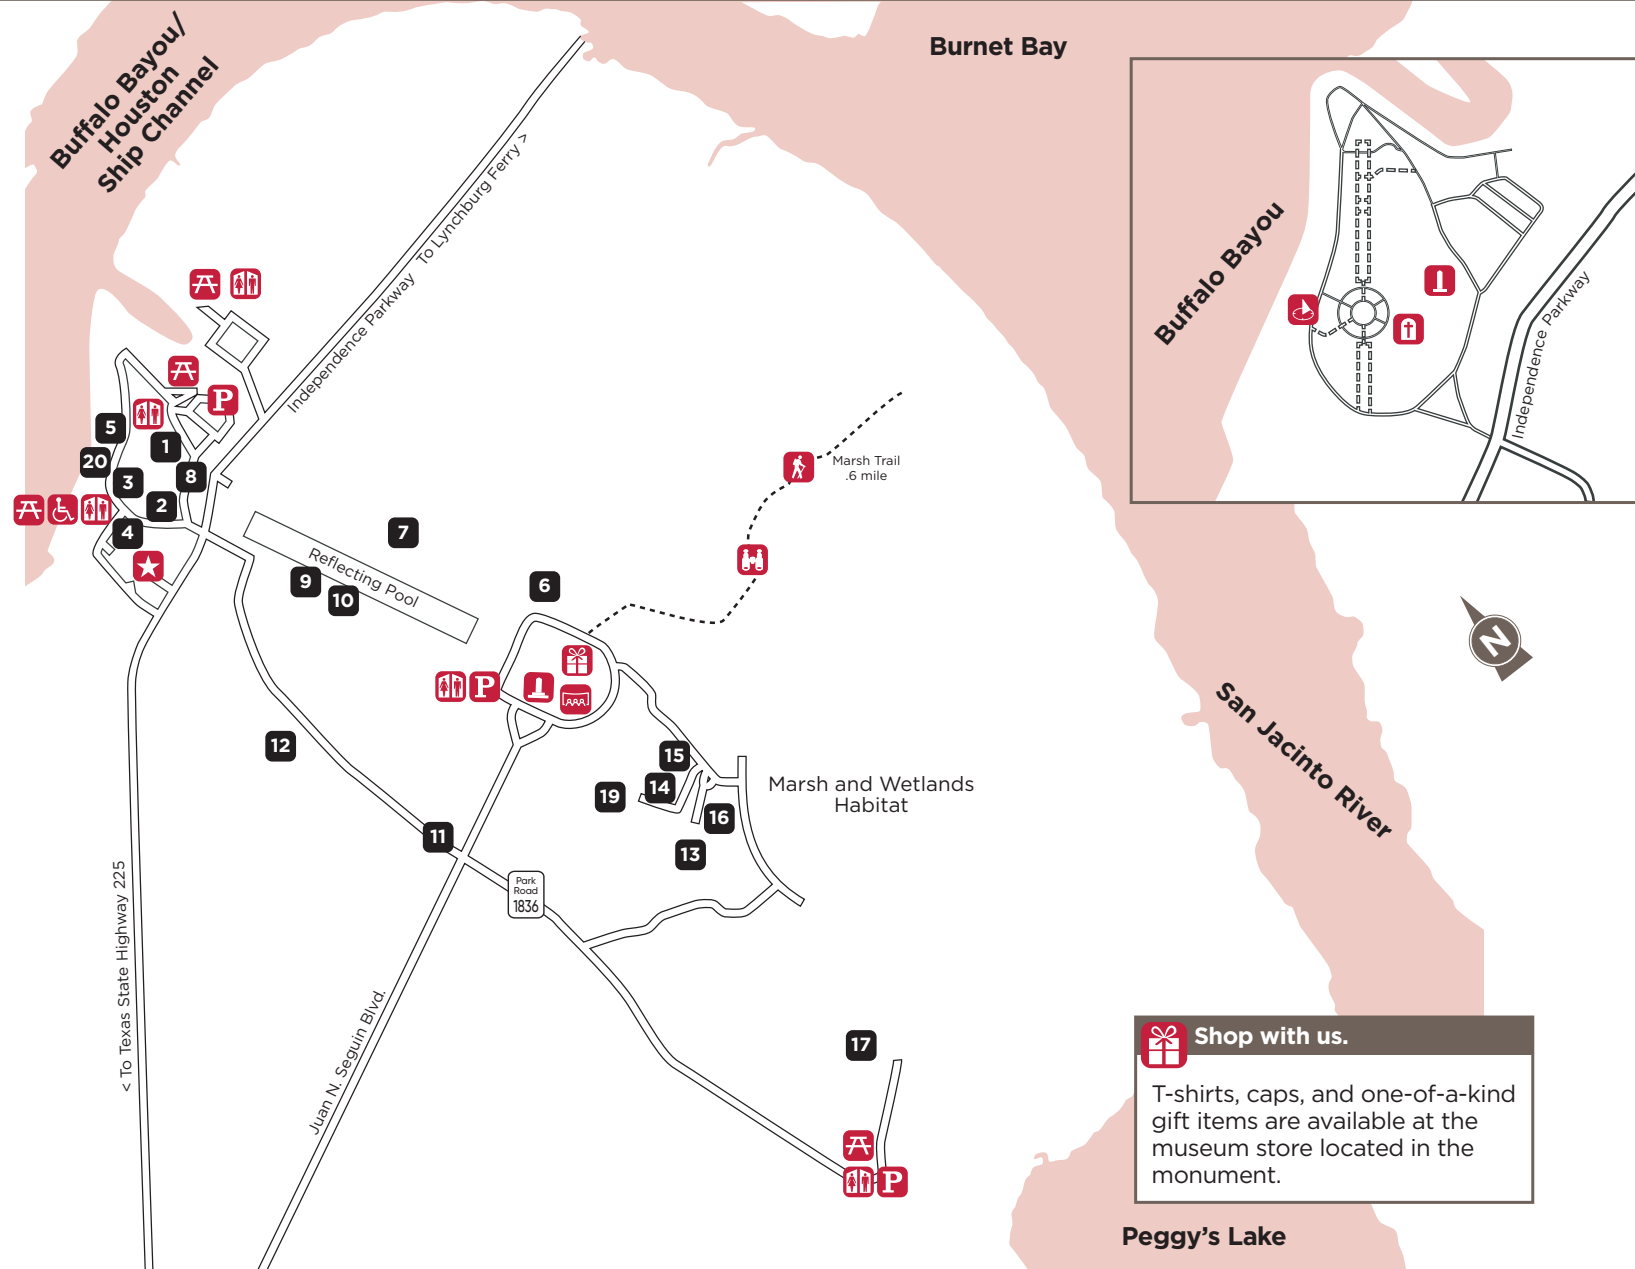 Buffalo Bayou/
Houston
Ship Channel
Burnet Bay
Independence Parkway
To Lynchburg Ferry >
Buffalo Bayou
Independence Parkway
P
5
1
20
3
8
2
4
7
Reflecting Pool
9
10
6
Marsh Trail
.6 mile
P
12
11
15
14
19
16
13
Marsh and Wetlands
Habitat
Park
Road
1836
N
San Jacinto River
< To Texas State Highway 225
Juan N. Seguin Blvd.
17
P
Shop with us.
T-shirts, caps, and one-of-a-kind
gift items are available at the
museum store located in the
monument.
Peggy's Lake